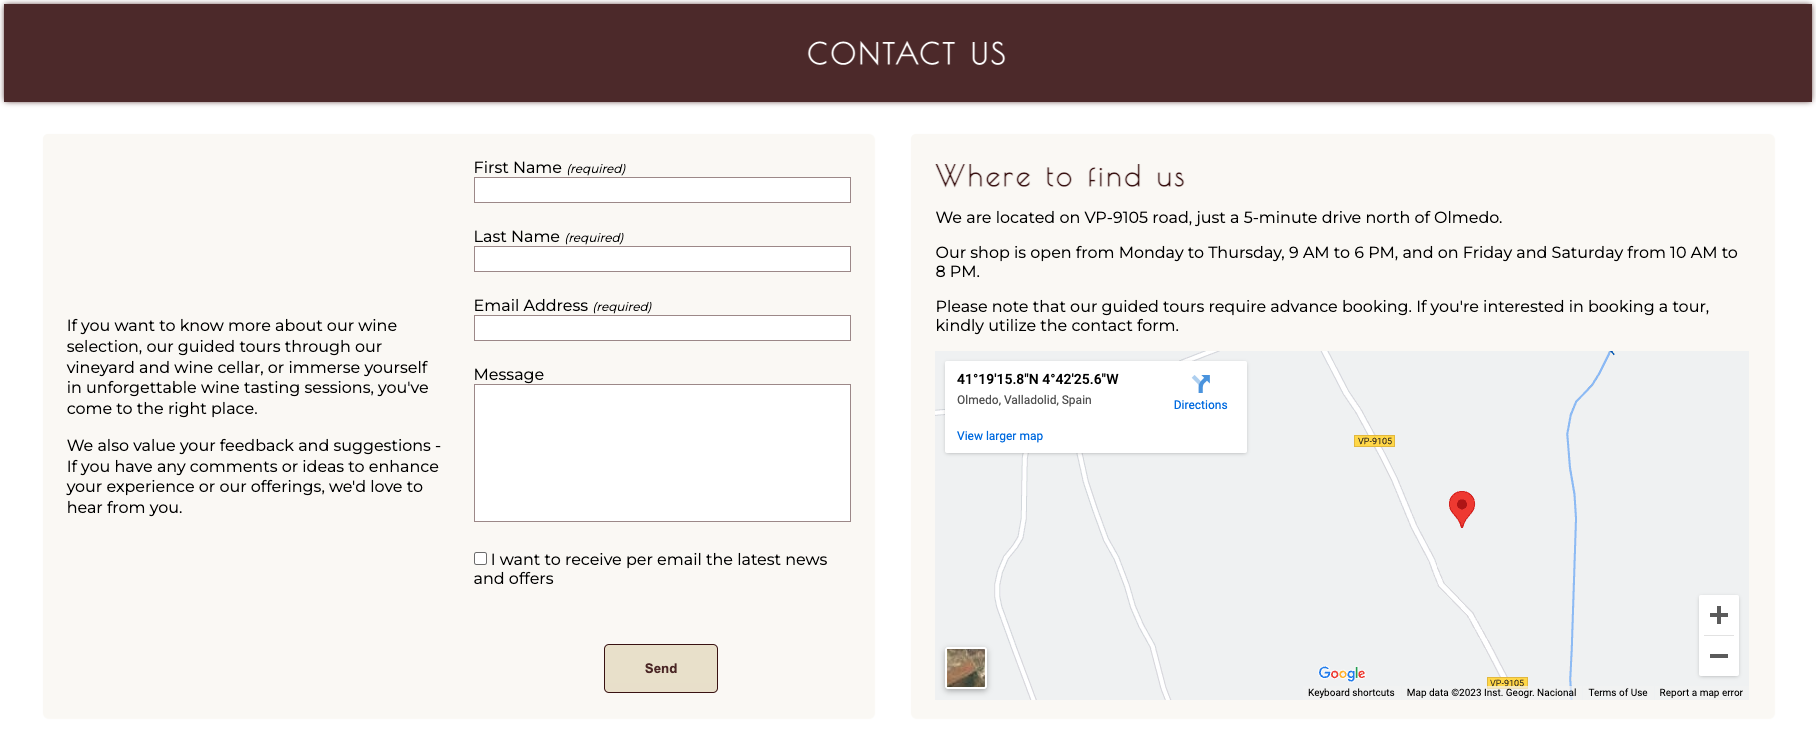 CONTACT US
If you want to know more about our wine
selection, our guided tours through our
vineyard and wine cellar, or immerse yourself
in unforgettable wine tasting sessions, you've
come to the right place.
We also value your feedback and suggestions -
If you have any comments or ideas to enhance
your experience or our offerings, we'd love to
hear from you.
First Name (required)
Last Name (required)
Email Address (required)
Message
I want to receive per email the latest news
and offers
Send
Where to find us
We are located on VP-9105 road, just a 5-minute drive north of Olmedo.
Our shop is open from Monday to Thursday, 9 AM to 6 PM, and on Friday and Saturday from 10 AM to
8 PM.
Please note that our guided tours require advance booking. If you're interested in booking a tour,
kindly utilize the contact form.
41°19'15.8"N 4°42'25.6"W
Olmedo, Valladolid, Spain
Directions
View larger map
VP-9105
VP-9105
Google
Keyboard shortcuts Map data ©2023 Inst. Geogr. Nacional Terms of Use Report a map error